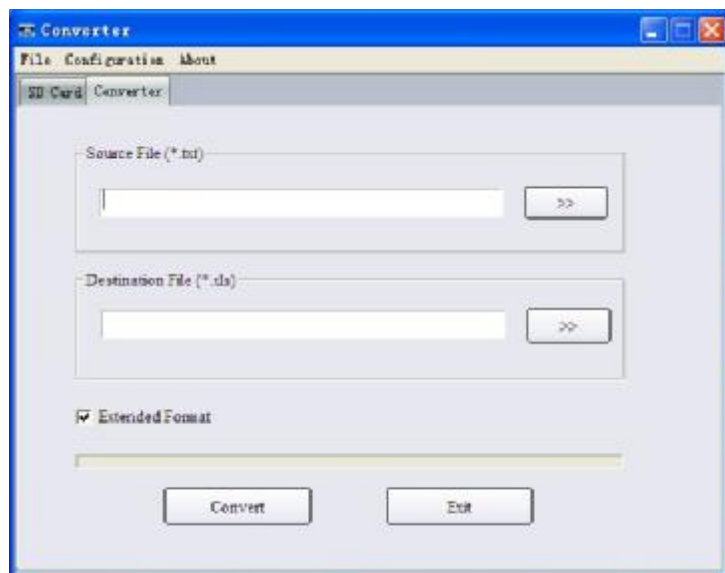 Converter
File Configuration About
SD Card Converter
Source File (*.txt)
>>
Destination File (*.xls)
>>
Extended Format
Convert Exit